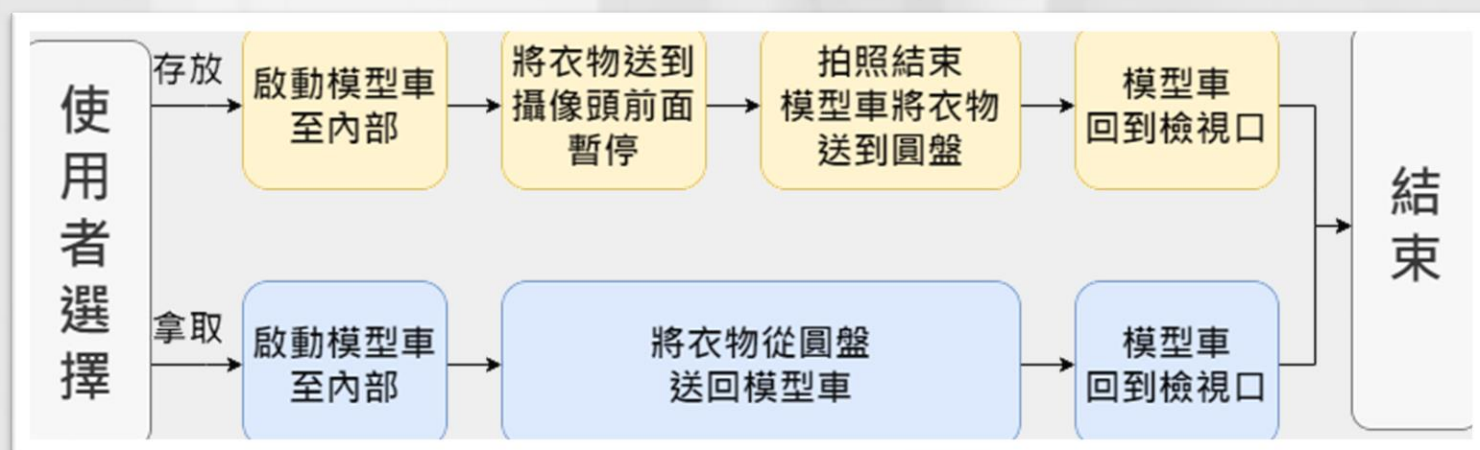 使用者選擇
存放
啟動模型車
至內部
將衣物送到
攝像頭前面
暫停
拍照結束
模型車將衣物
送到圓盤
模型車
回到檢視口
拿取
啟動模型車
至內部
將衣物從圓盤
送回模型車
模型車
回到檢視口
結束